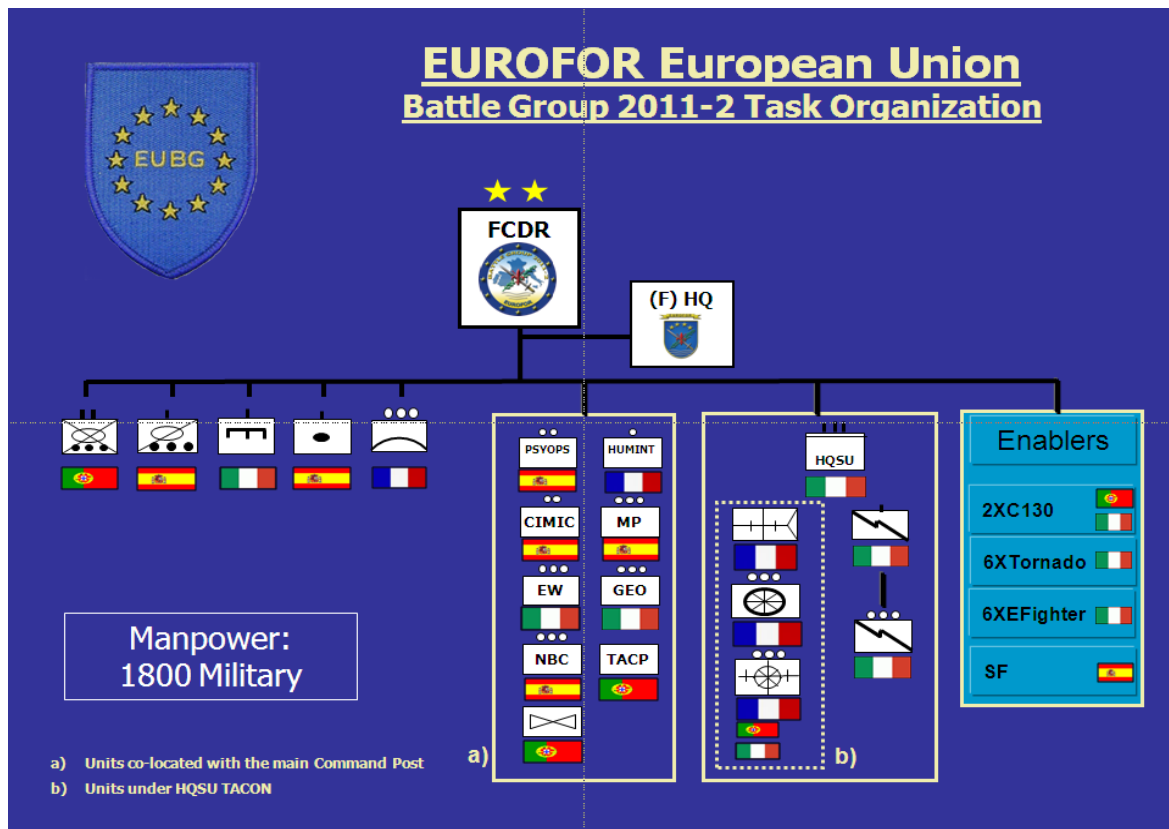 EUROFOR European Union
Battle Group 2011-2 Task Organization
EUBG
FCDR
(F) HQ
PSYOPS
HUMINT
CIMIC
MP
EW
GEO
NBC
TACP
a)
HQSU
b)
Enablers
2XC130
6XTornado
6XEFighter
SF
Manpower:
1800 Military
a) Units co-located with the main Command Post
b) Units under HQSU TACON